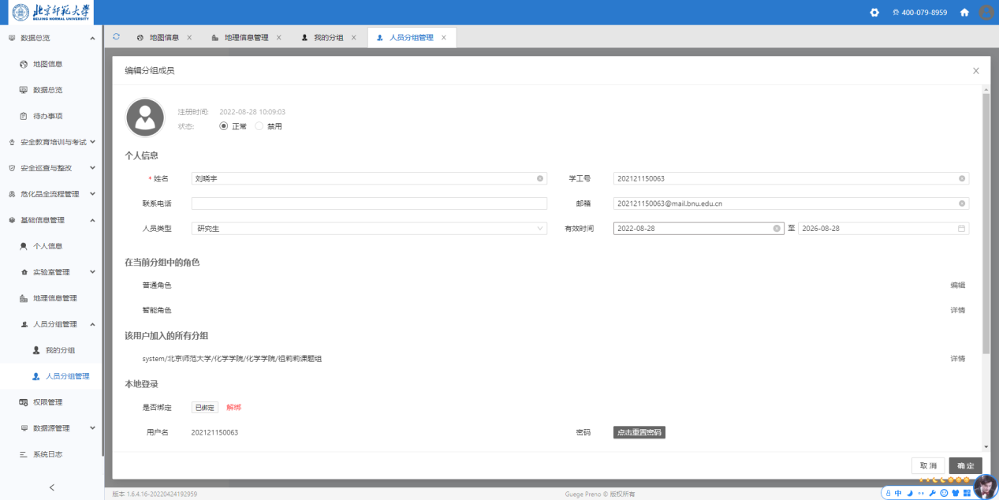 北京师范大学
BEIJING NORMAL UNIVERSITY
400-079-8959
数据总览
地图信息
数据总览
待办事项
安全教育培训与考试
安全巡查与整改
危化品全流程管理
基础信息管理
个人信息
实验室管理
地理信息管理
人员分组管理
我的分组
人员分组管理
权限管理
数据源管理
系统日志
地图信息 地理信息管理 我的分组 人员分组管理
编辑分组成员
注册时间: 2022-08-28 10:09:03
状态: 正常 禁用
个人信息
* 姓名 刘晓宇 学工号 202121150063
联系电话 邮箱 202121150063@mail.bnu.edu.cn
人员类型 研究生 有效时间 2022-08-28 至 2026-08-28
在当前分组中的角色
普通角色 编辑
智能角色 详情
该用户加入的所有分组
system/北京师范大学/化学学院/化学学院/祖莉莉课题组 详情
本地登录
是否绑定 已绑定 解绑
用户名 202121150063 密码 点击重置密码
取 消 确 定
版本 1.6.4.16-20220424192959 Guege Preno © 版权所有
中